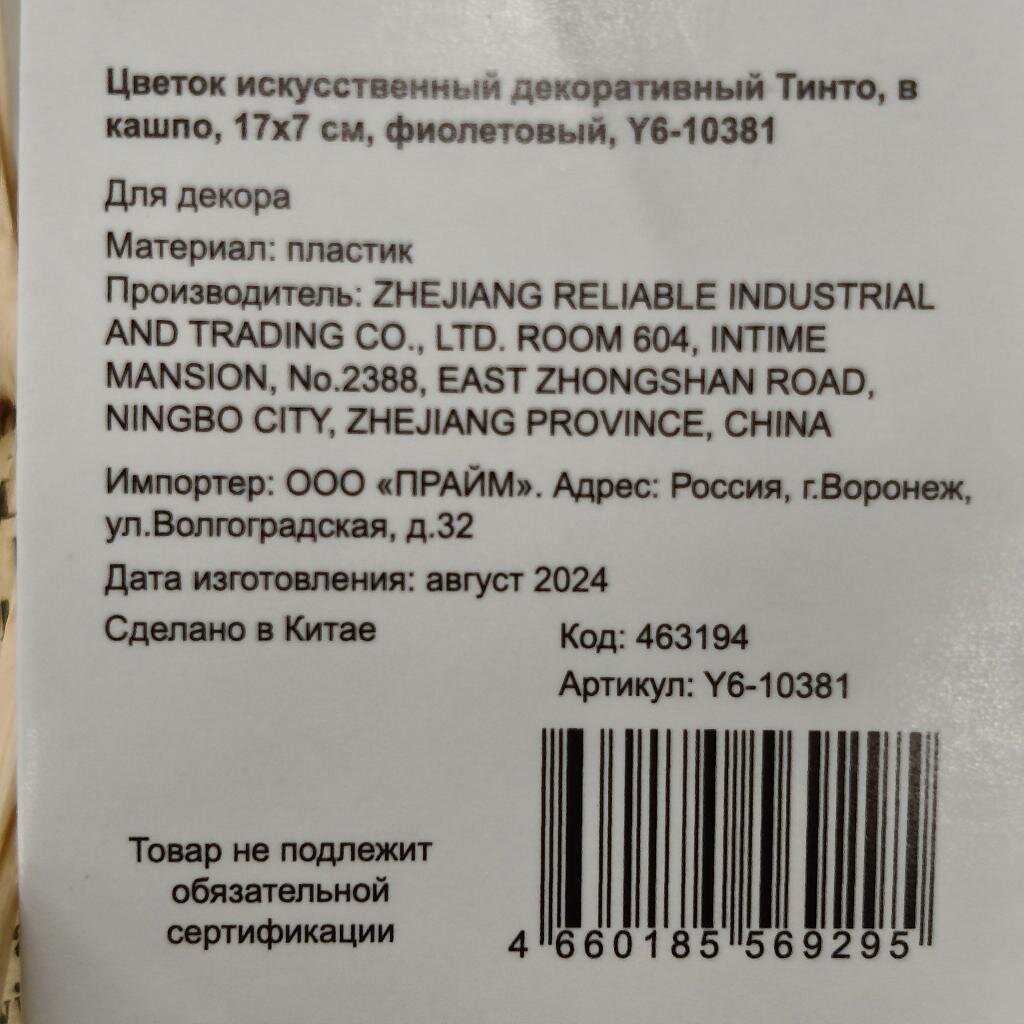 Цветок искусственный декоративный Тинто, в
кашпо, 17x7 см, фиолетовый, Y6-10381
Для декора
Материал: пластик
Производитель: ZHEJIANG RELIABLE INDUSTRIAL
AND TRADING CO., LTD. ROOM 604, INTIME
MANSION, No.2388, EAST ZHONGSHAN ROAD,
NINGBO CITY, ZHEJIANG PROVINCE, CHINA
Импортер: ООО «ПРАЙМ». Адрес: Россия, г.Воронеж,
ул.Волгоградская, д.32
Дата изготовления: август 2024
Сделано в Китае
Код: 463194
Артикул: Y6-10381
Товар не подлежит
обязательной
сертификации
4 660185 569295